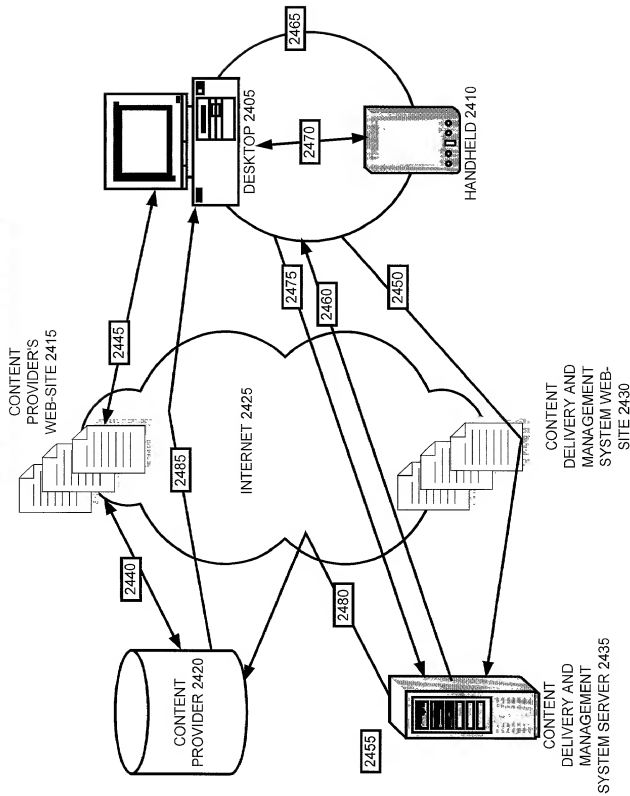 CONTENT
PROVIDER'S
WEB-SITE 2415
2445
DESKTOP 2405
2465
2470
HANDHELD 2410
2440
2485
INTERNET 2425
2475
2460
2450
CONTENT
PROVIDER 2420
2480
2455
CONTENT
DELIVERY AND
MANAGEMENT
SYSTEM WEB-
SITE 2430
CONTENT
DELIVERY AND
MANAGEMENT
SYSTEM SERVER 2435